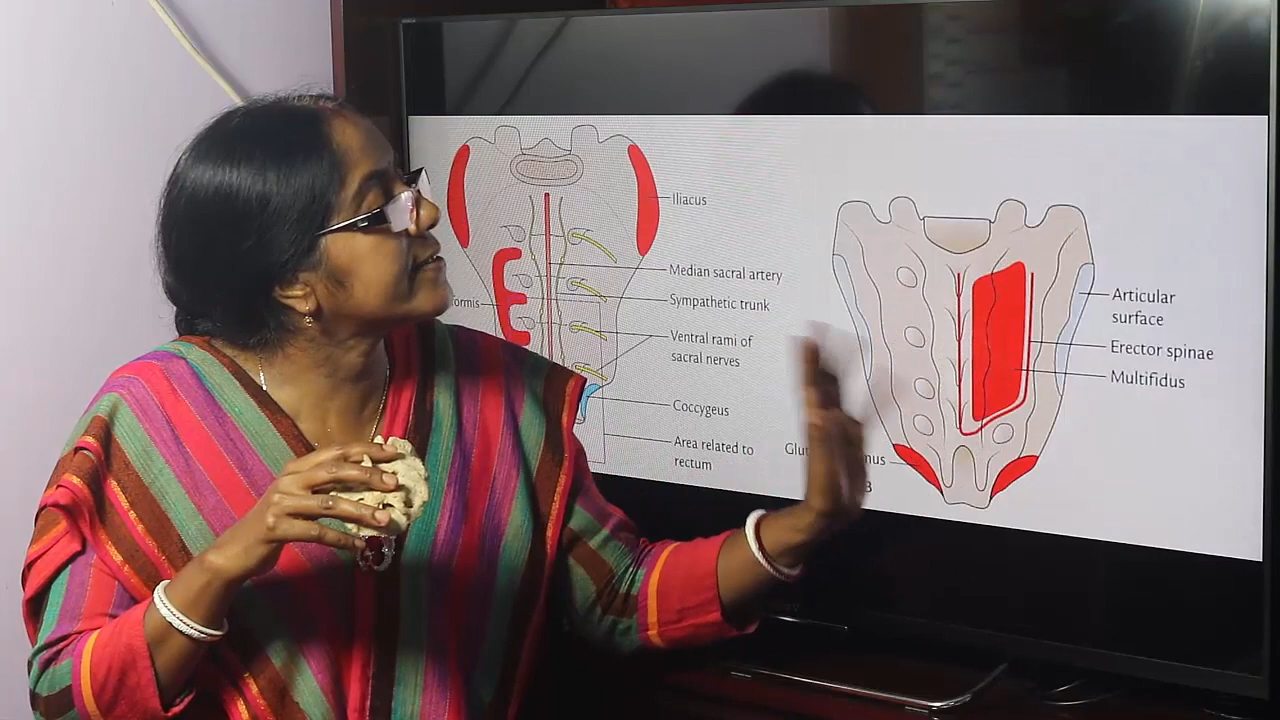 Iliacus
Median sacral artery
Sympathetic trunk
Ventral rami of
sacral nerves
Coccygeus
Area related to
rectum
Articular
surface
Erector spinae
Multifidus